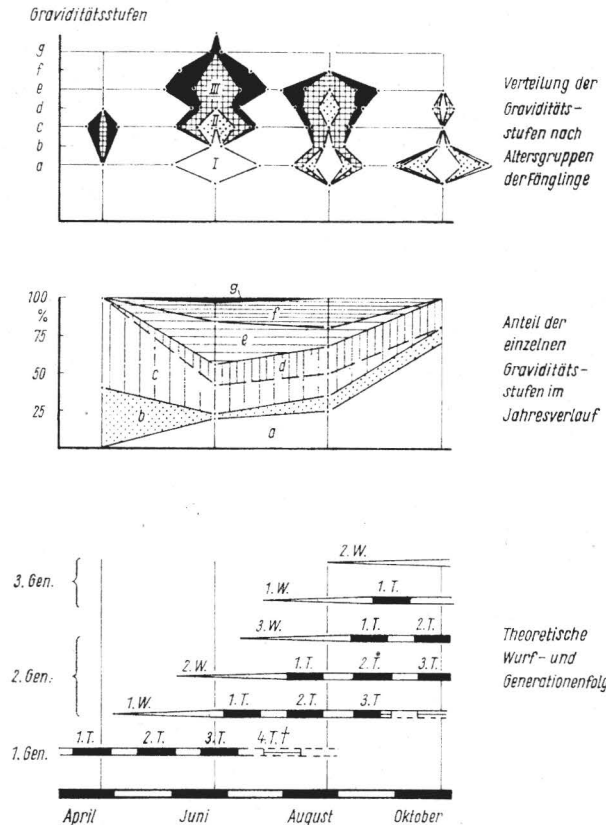 Graviditätsstufen
g
f
e
d
c
b
a
III
II
I
Verteilung der
Graviditäts-
stufen nach
Altersgruppen
der Fänglinge
100
%
75
50
25
g
f
e
d
c
b
a
Anteil der
einzelnen
Graviditäts-
stufen im
Jahresverlauf
2.W.
3. Gen.
1.W.
1.T.
3.W.
1.T.
2.T.
2.W.
1.T.
2.T.
3.T.
2.Gen.
1.W.
1.T.
2.T.
3.T
1.Gen.
1.T.
2.T.
3.T.
4.T.†
Theoretische
Wurf- und
Generationenfolg
April
Juni
August
Oktober